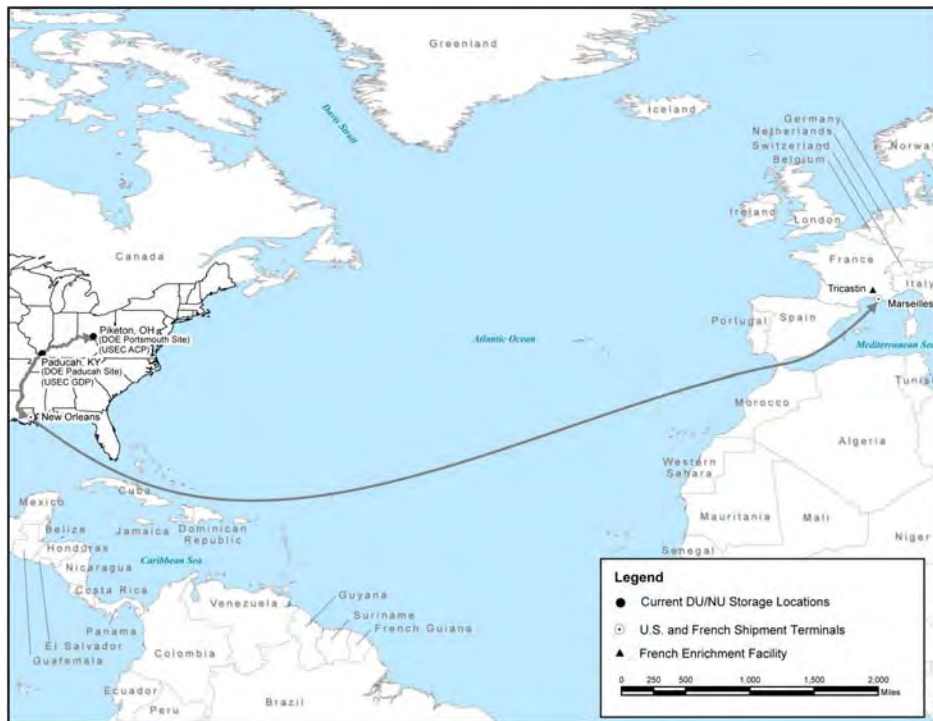 Greenland
Davis Strait
Iceland
Germany
Netherlands
Switzerland
Belgium
Norway
Ireland
London
Canada
France
Italy
Tricastin
Marseilles
Piketon, OH
(DOE Portsmouth Site)
(USEC ACP)
Portugal
Spain
Atlantic Ocean
Mediterranean Sea
Paducah, KY
(DOE Paducah Site)
(USEC GDP)
Tunis
Morocco
New Orleans
Algeria
Western
Sahara
Cuba
Mexico
Mauritania
Mali
Belize
Jamaica
Dominican
Republic
Niger
Honduras
Senegal
Caribbean Sea
Nicaragua
Costa Rica
Guyana
Venezuela
Suriname
French Guiana
Panama
El Salvador
Colombia
Guatemala
Ecuador
Brazil
Peru
Legend
Current DU/NU Storage Locations
U.S. and French Shipment Terminals
French Enrichment Facility
0 250 500 1,000 1,500 2,000
Miles